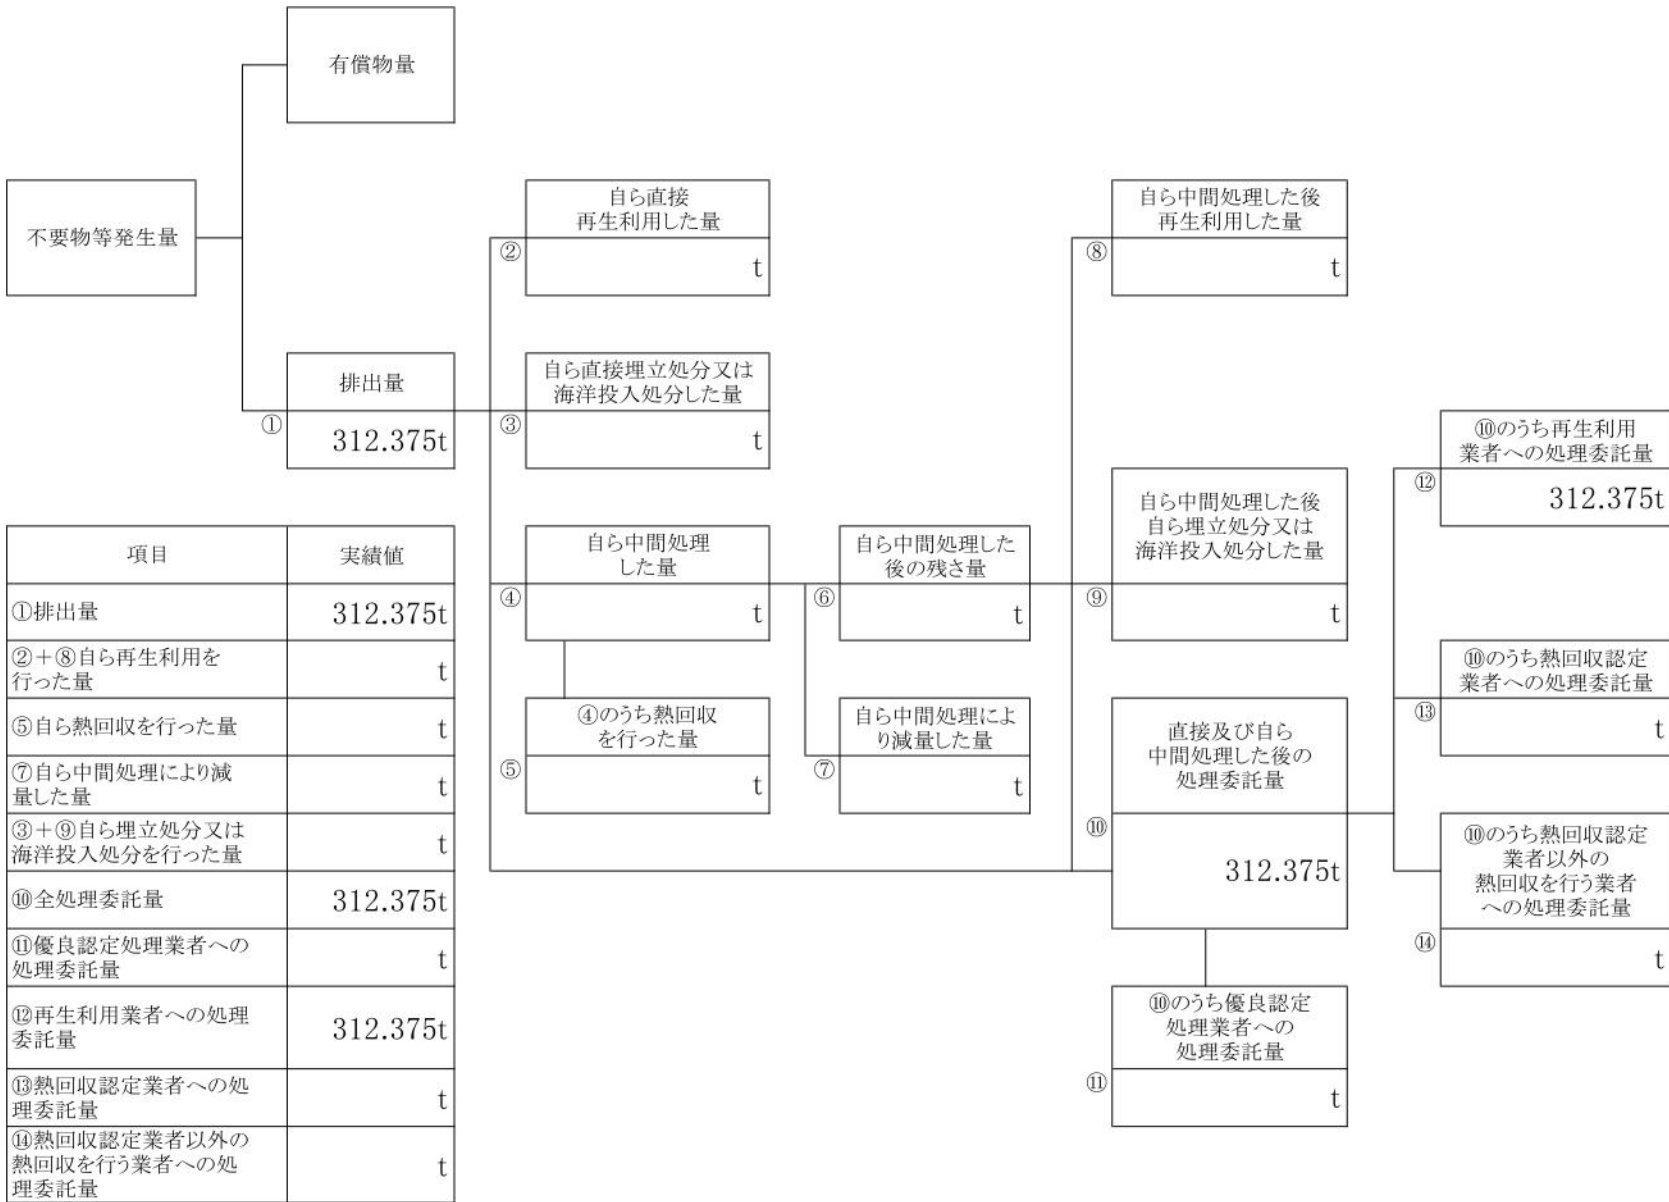 有償物量
不要物等発生量
自ら直接
再生利用した量
②
t
自ら中間処理した後
再生利用した量
⑧
t
排出量
①
312.375t
自ら直接埋立処分又は
海洋投入処分した量
③
t
⑩のうち再生利用
業者への処理委託量
⑫
312.375t
自ら中間処理
した量
④
t
自ら中間処理した
後の残さ量
⑥
t
自ら中間処理した後
自ら埋立処分又は
海洋投入処分した量
⑨
t
④のうち熱回収
を行った量
⑤
t
自ら中間処理によ
り減量した量
⑦
t
直接及び自ら
中間処理した後の
処理委託量
⑩
312.375t
⑩のうち熱回収認定
業者への処理委託量
⑬
t
⑩のうち熱回収認定
業者以外の
熱回収を行う業者
への処理委託量
⑭
t
⑩のうち優良認定
処理業者への
処理委託量
⑪
t
項目 実績値
①排出量 312.375t
②+⑧自ら再生利用を
行った量 t
⑤自ら熱回収を行った量 t
⑦自ら中間処理により減
量した量 t
③+⑨自ら埋立処分又は
海洋投入処分を行った量 t
⑩全処理委託量 312.375t
⑪優良認定処理業者への
処理委託量 t
⑫再生利用業者への処理
委託量 312.375t
⑬熱回収認定業者への処
理委託量 t
⑭熱回収認定業者以外の
熱回収を行う業者への処
理委託量 t